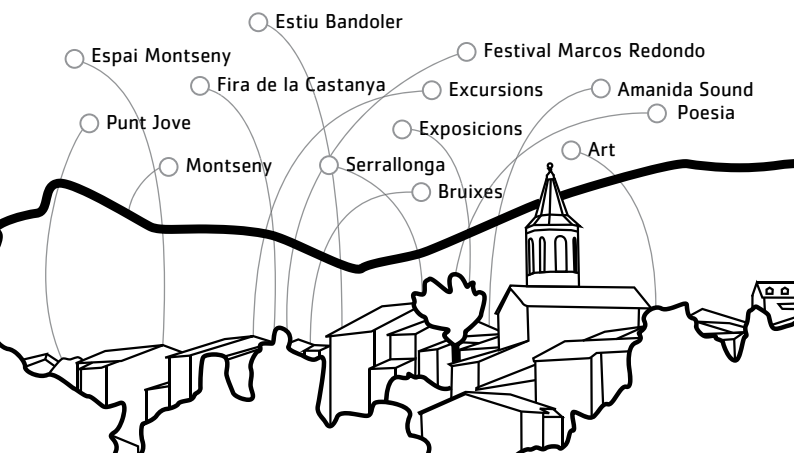 Estiu Bandoler
Festival Marcos Redondo
Espai Montseny
Fira de la Castanya
Excursions
Amanida Sound
Poesia
Punt Jove
Exposicions
Art
Montseny
Serrallonga
Bruixes